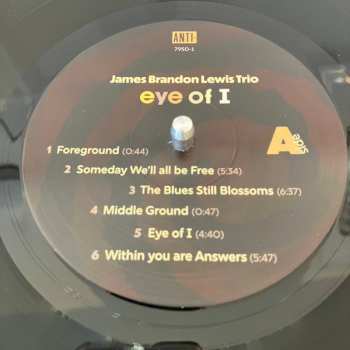 ANTI-
7950-1
James Brandon Lewis Trio
eye of I
A side
1 Foreground (0:44)
2 Someday We'll all be Free (5:34)
3 The Blues Still Blossoms (6:37)
4 Middle Ground (0:47)
5 Eye of I (4:40)
6 Within you are Answers (5:47)